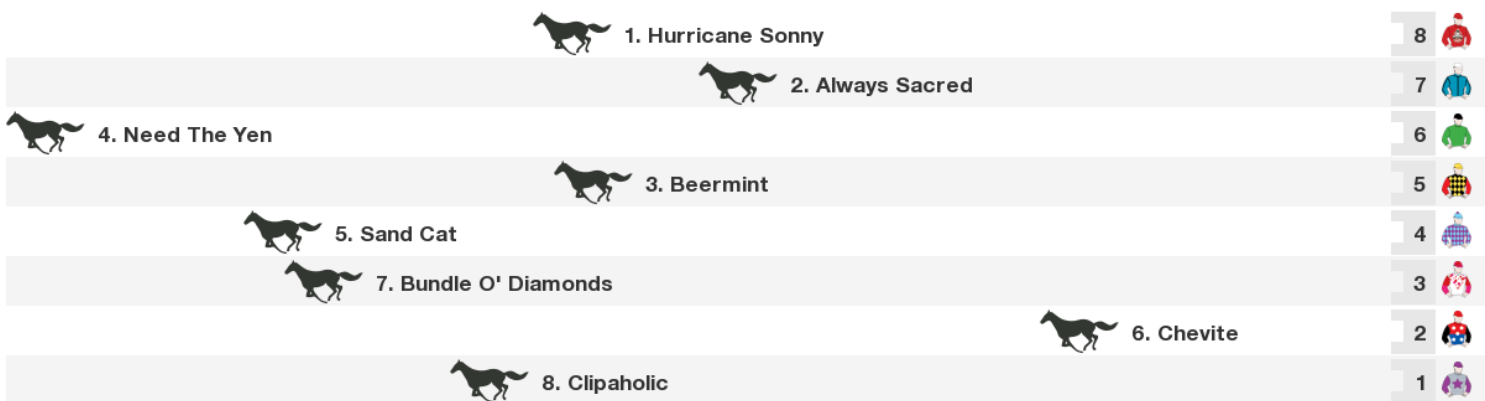 1. Hurricane Sonny 8
2. Always Sacred 7
4. Need The Yen 6
3. Beermint 5
5. Sand Cat 4
7. Bundle O' Diamonds 3
6. Chevite 2
8. Clipaholic 1